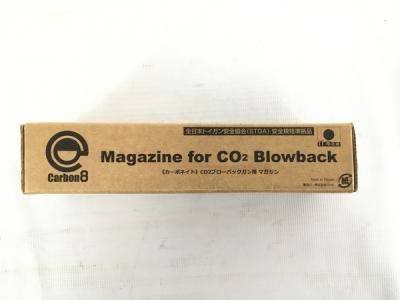 全日本トイガン安全協会(STGA) 安全規格準拠品
Carbon8
Magazine for CO2 Blowback
《カーボネイト》CO2ブローバックガン用 マガジン
Made in Taiwan
紙